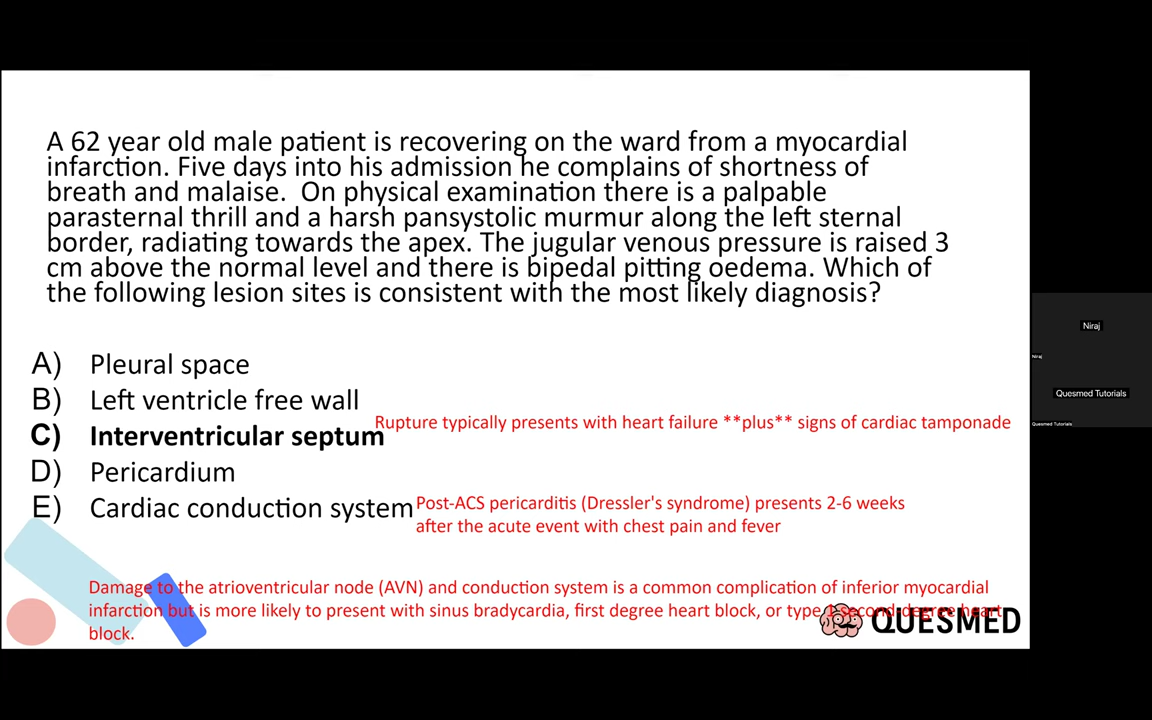 A 62 year old male patient is recovering on the ward from a myocardial
infarction. Five days into his admission he complains of shortness of
breath and malaise.  On physical examination there is a palpable
parasternal thrill and a harsh pansystolic murmur along the left sternal
border, radiating towards the apex. The jugular venous pressure is raised 3
cm above the normal level and there is bipedal pitting oedema. Which of
the following lesion sites is consistent with the most likely diagnosis?
A) Pleural space
B) Left ventricle free wall
Rupture typically presents with heart failure **plus** signs of cardiac tamponade
C) Interventricular septum
D) Pericardium
Post-ACS pericarditis (Dressler's syndrome) presents 2-6 weeks
after the acute event with chest pain and fever
E) Cardiac conduction system
Damage to the atrioventricular node (AVN) and conduction system is a common complication of inferior myocardial
infarction but is more likely to present with sinus bradycardia, first degree heart block, or type 1 second-degree heart
block.
QUESMED
Niraj
Niraj
Quesmed Tutorials
Quesmed Tutorials